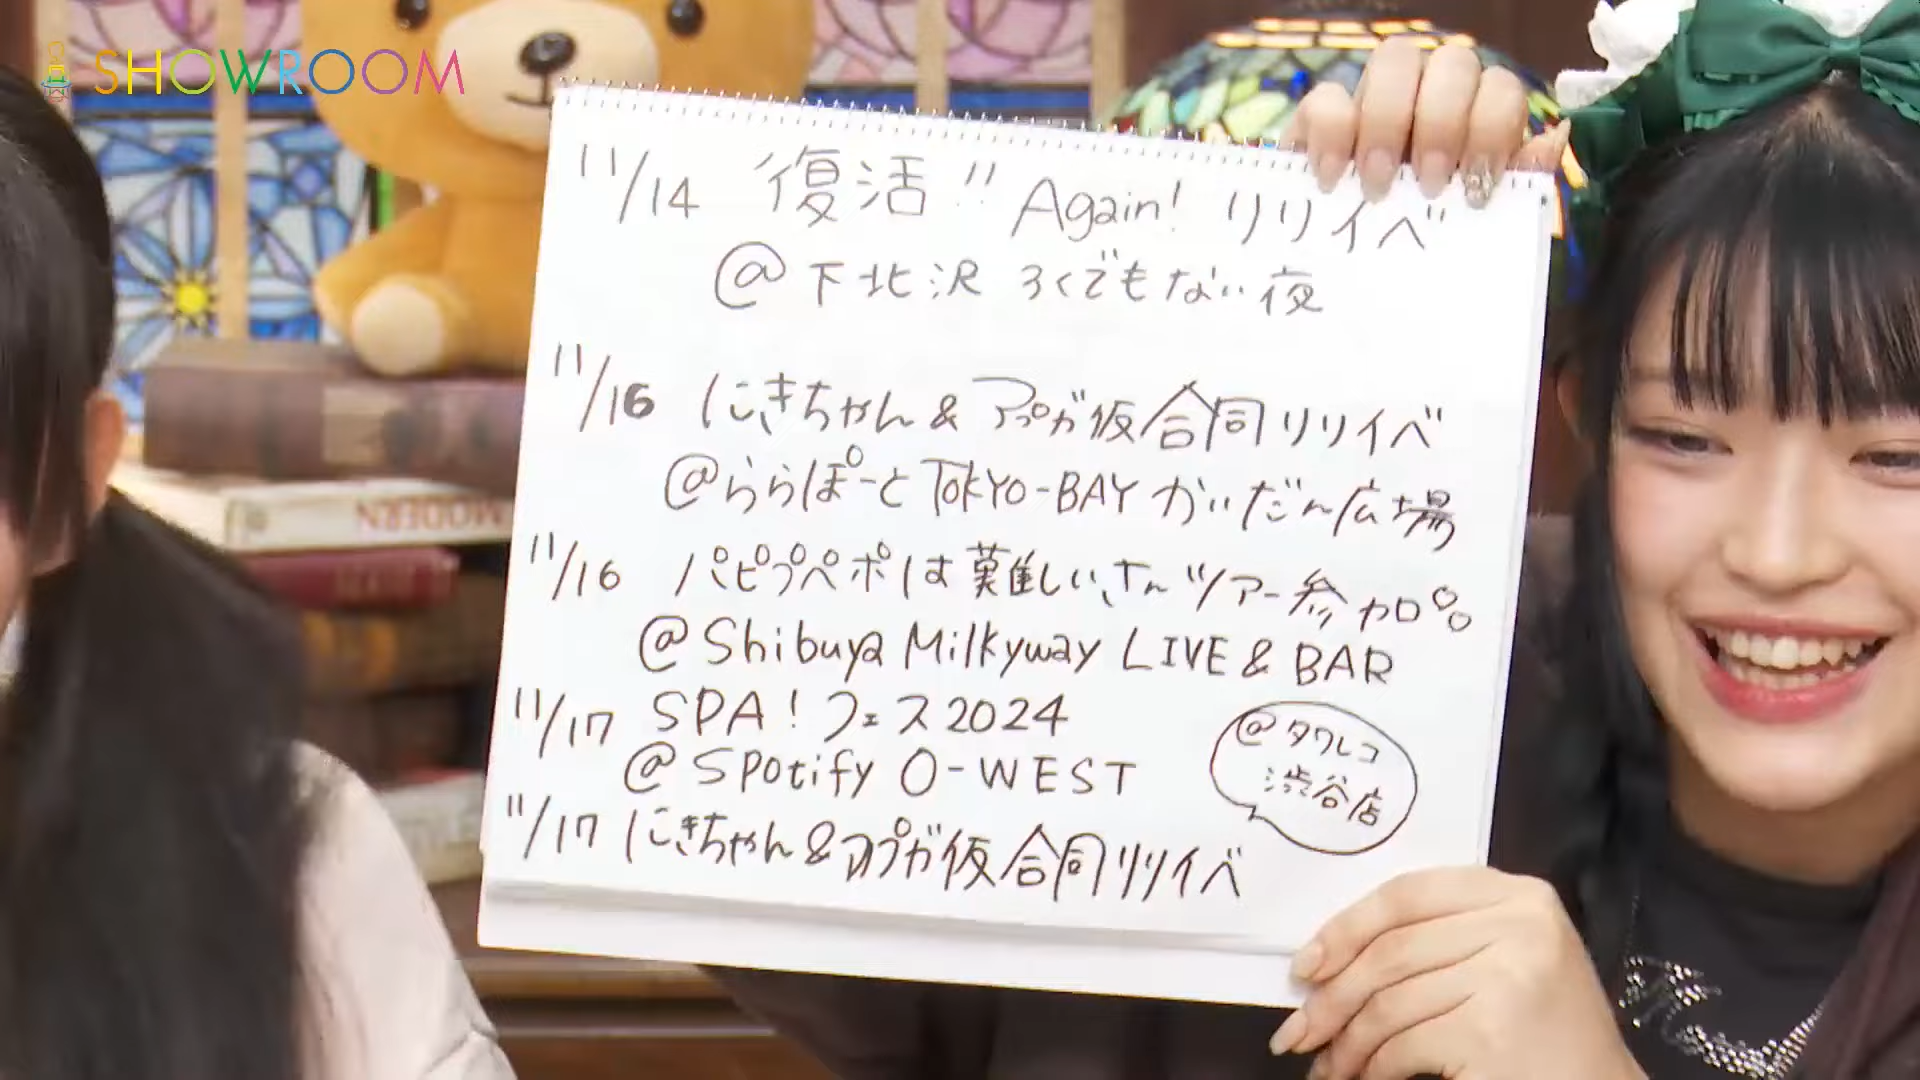 SHOWROOM
11/14 復活!! Again! リリイベ
@下北沢 ろくでもない夜
11/16 にきちゃん & アプガ仮合同リリイベ
@ららぽーと TOKYO-BAY かいだん広場
11/16 パピプペポは難しいさんツアー参加。。
@Shibuya Milkyway LIVE & BAR
11/17 SPA!フェス2024
@Spotify O-WEST
11/17 にきちゃん&アプガ仮合同リリイベ
@タワレコ
渋谷店
MODERN